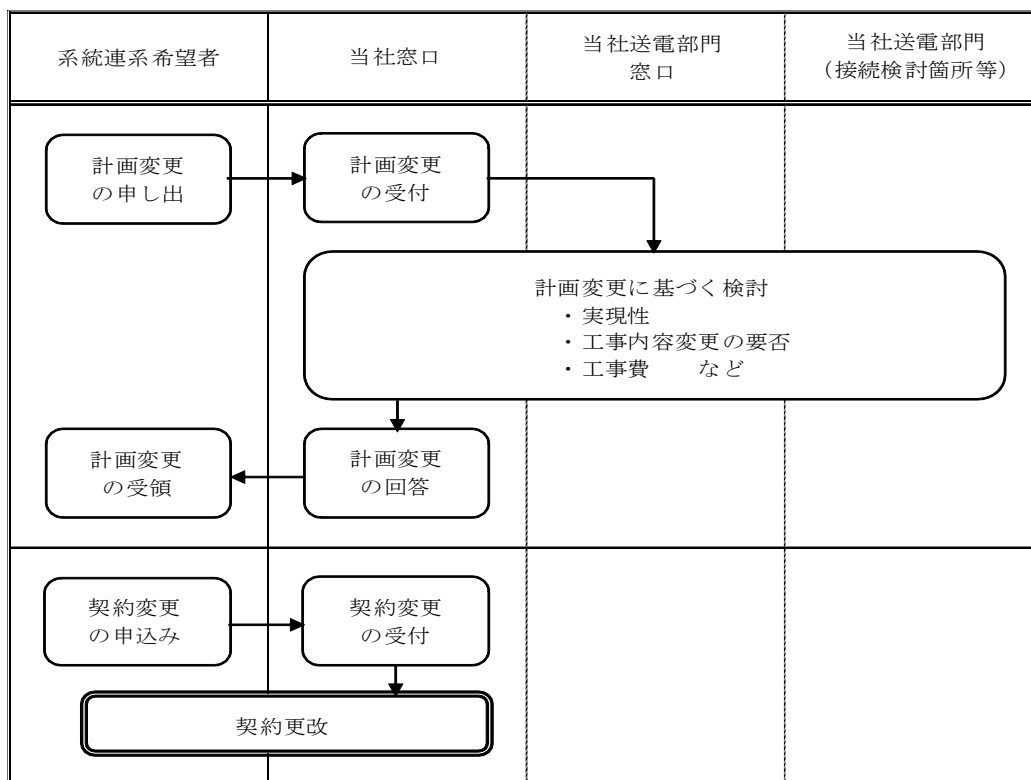 系統連系希望者
当社窓口
当社送電部門
窓口
当社送電部門
（接続検討箇所等）
計画変更
の申し出
計画変更
の受付
計画変更に基づく検討
・実現性
・工事内容変更の要否
・工事費　　など
計画変更
の受領
計画変更
の回答
契約変更
の申込み
契約変更
の受付
契約更改